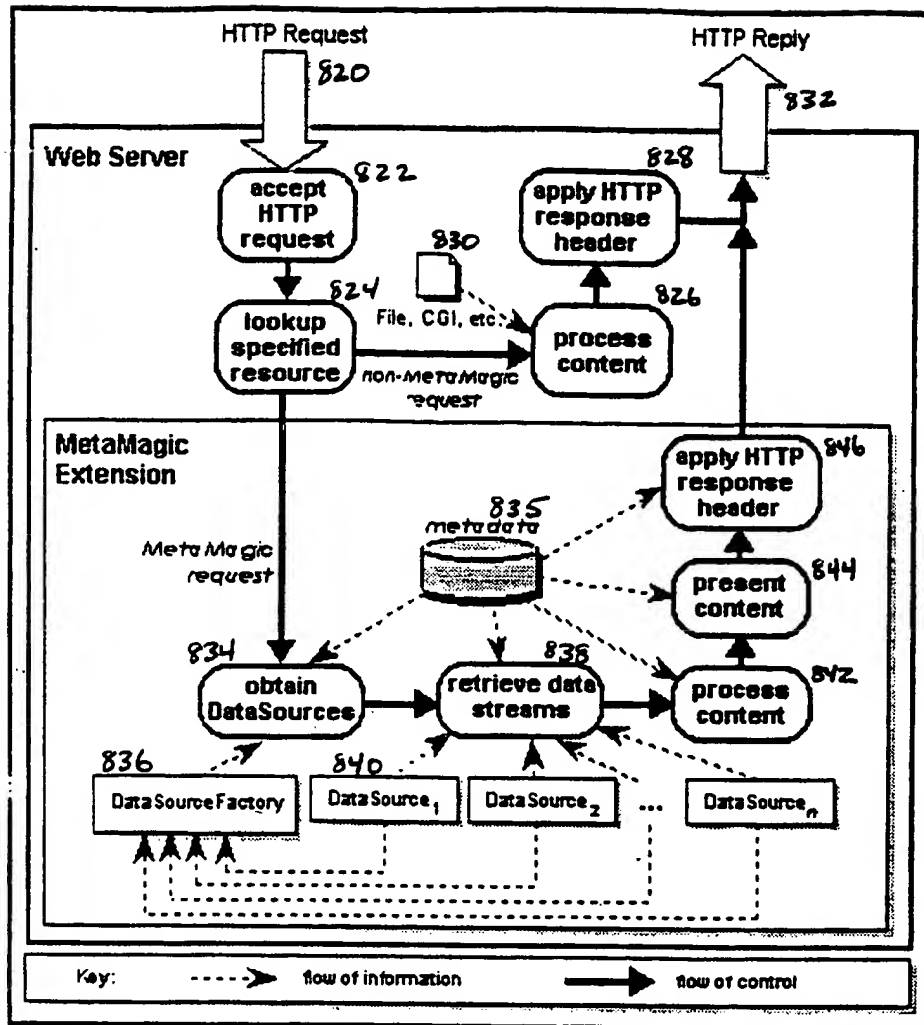 HTTP Request
820
HTTP Reply
832
Web Server
822
accept
HTTP
request
828
apply HTTP
response
header
830
File, CGI, etc.
824
lookup
specified
resource
826
process
content
non-MetaMagic
request
MetaMagic
Extension
846
apply HTTP
response
header
835
metadata
MetaMagic
request
844
present
content
834
obtain
DataSources
838
retrieve data
streams
842
process
content
836
DataSourceFactory
840
DataSource1
DataSource2
...
DataSourcen
Key:
flow of information
flow of control